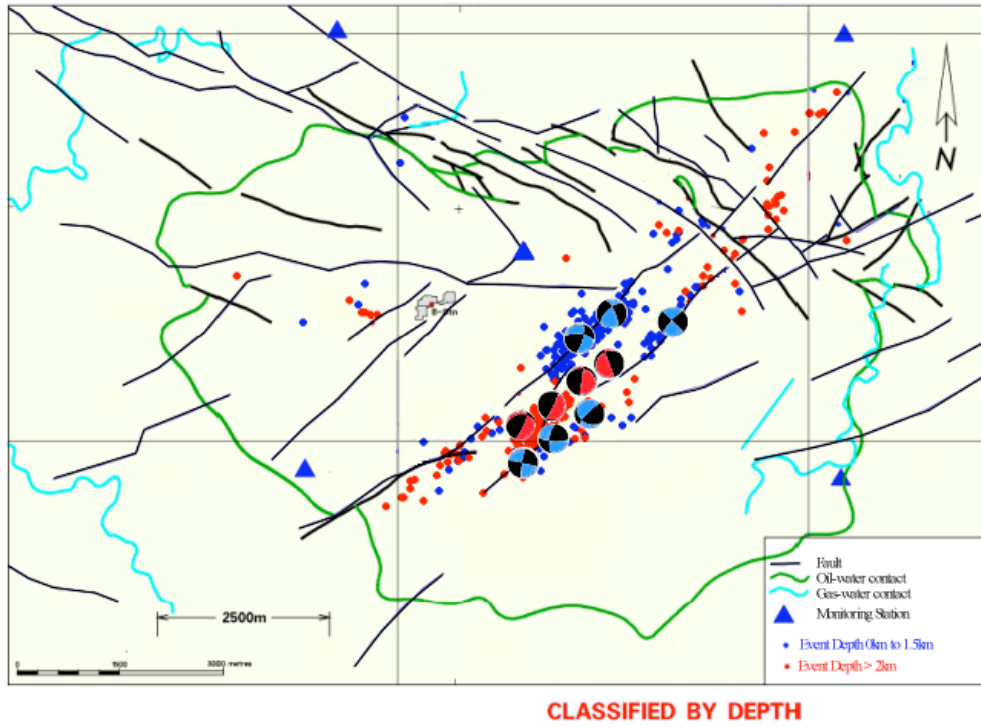 N
B-Stn
Fault
Oil-water contact
Gas-water contact
Monitoring Station
Event Depth 0km to 1.5km
Event Depth > 2km
2500m
0 1500 3000 metres
CLASSIFIED BY DEPTH